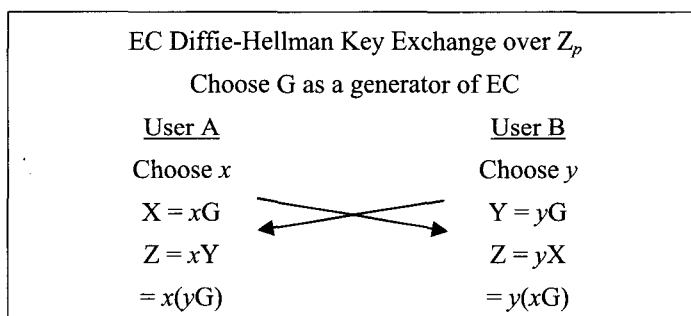 EC Diffie-Hellman Key Exchange over Zₚ
Choose G as a generator of EC
User A User B
Choose x Choose y
X = xG Y = yG
Z = xY Z = yX
= x(yG) = y(xG)